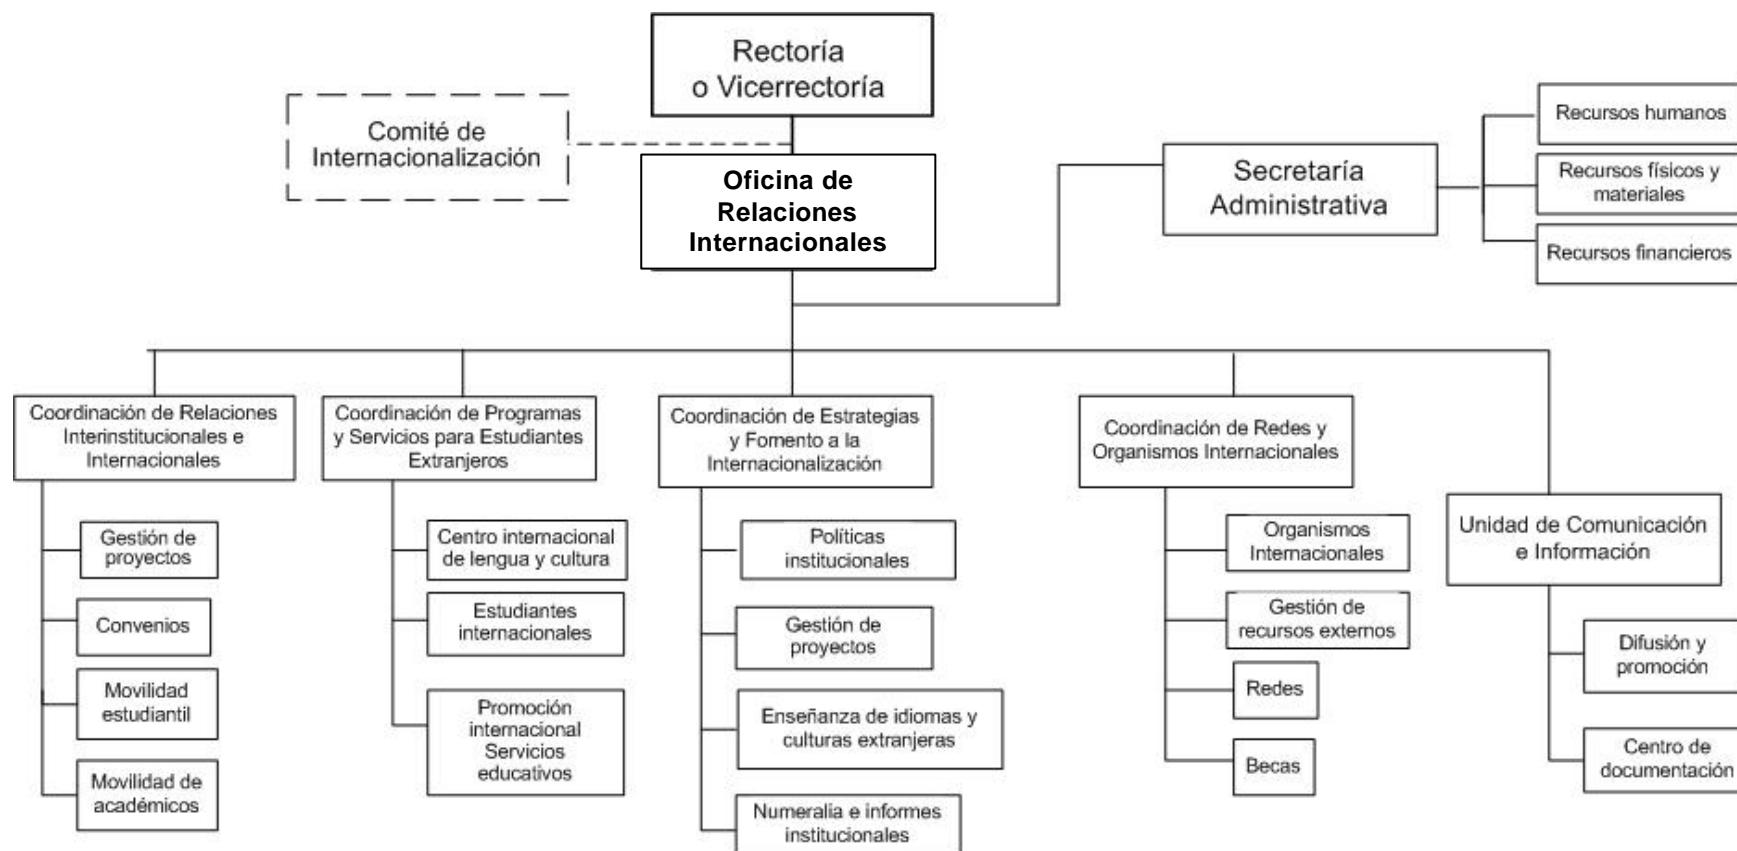 Rectoría
o Vicerrectoría
Comité de
Internacionalización
Oficina de
Relaciones
Internacionales
Secretaría
Administrativa
Recursos humanos
Recursos físicos y
materiales
Recursos financieros
Coordinación de Relaciones
Interinstitucionales e
Internacionales
Gestión de
proyectos
Convenios
Movilidad
estudiantil
Movilidad de
académicos
Coordinación de Programas
y Servicios para Estudiantes
Extranjeros
Centro internacional
de lengua y cultura
Estudiantes
internacionales
Promoción
internacional
Servicios
educativos
Coordinación de Estrategias
y Fomento a la
Internacionalización
Políticas
institucionales
Gestión de
proyectos
Enseñanza de idiomas y
culturas extranjeras
Numeralia e informes
institucionales
Coordinación de Redes y
Organismos Internacionales
Organismos
Internacionales
Gestión de
recursos externos
Redes
Becas
Unidad de Comunicación
e Información
Difusión y
promoción
Centro de
documentación